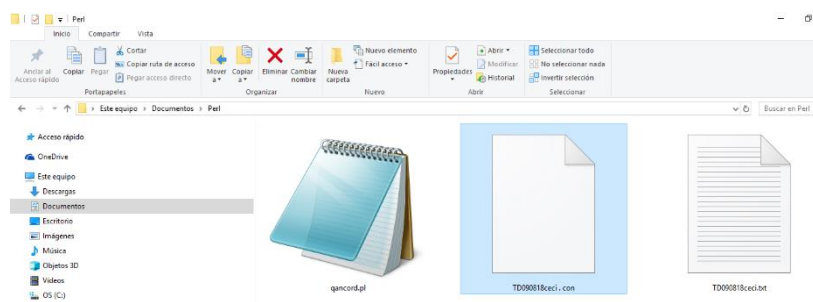 Perl
Inicio Compartir Vista
Anclar al Acceso rápido
Copiar
Pegar
Cortar
Copiar ruta de acceso
Pegar acceso directo
Portapapeles
Mover a
Copiar a
Eliminar
Cambiar nombre
Organizar
Nueva carpeta
Nuevo elemento
Fácil acceso
Nuevo
Propiedades
Abrir
Modificar
Historial
Abrir
Seleccionar todo
No seleccionar nada
Invertir selección
Seleccionar
Este equipo > Documentos > Perl
Buscar en Perl
Acceso rápido
OneDrive
Este equipo
Descargas
Documentos
Escritorio
Imágenes
Música
Objetos 3D
Videos
OS (C:)
qancord.pl
TD090818ceci.con
TD090818ceci.txt